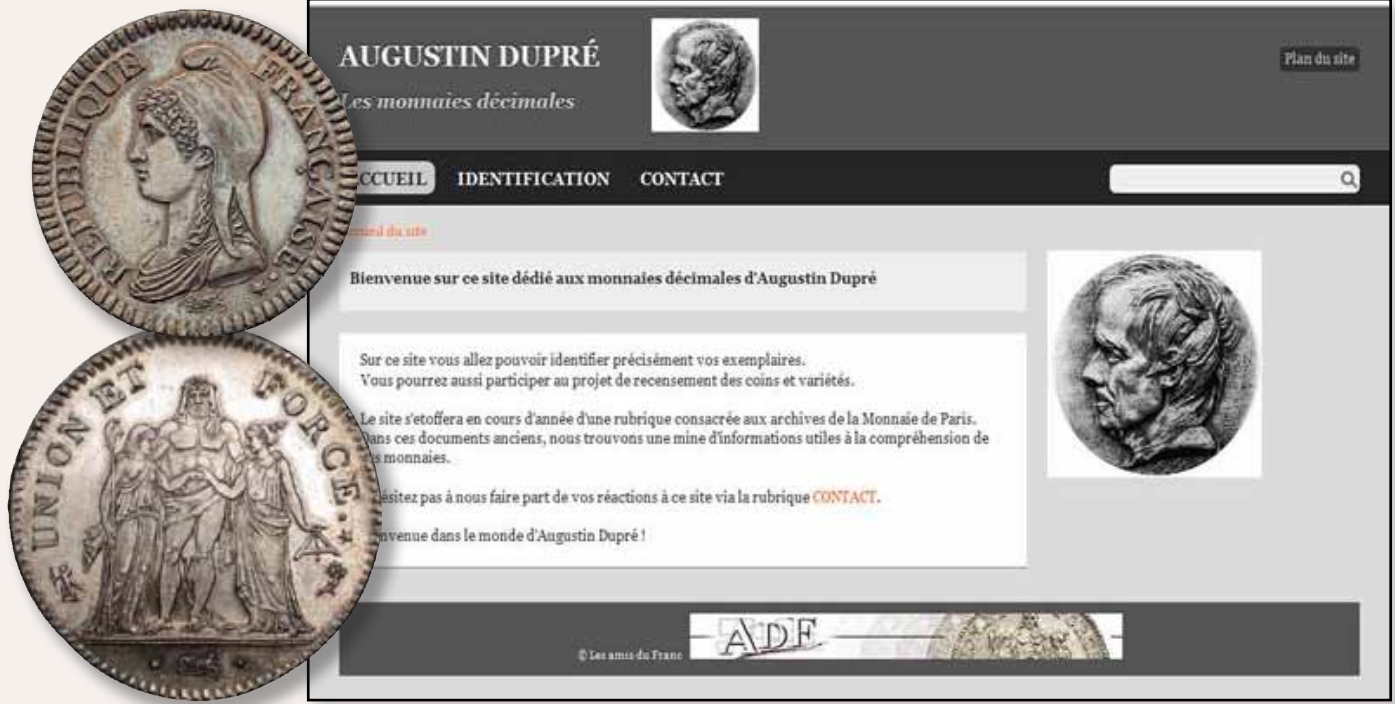 REPUBLIQUE FRANÇAISE.
UNION ET FORCE.
A
AUGUSTIN DUPRÉ
Les monnaies décimales
Plan du site
CCUEIL IDENTIFICATION CONTACT
cueil du site
Bienvenue sur ce site dédié aux monnaies décimales d'Augustin Dupré
Sur ce site vous allez pouvoir identifier précisément vos exemplaires.
Vous pourrez aussi participer au projet de recensement des coins et variétés.
Le site s'etoffera en cours d'année d'une rubrique consacrée aux archives de la Monnaie de Paris.
Dans ces documents anciens, nous trouvons une mine d'informations utiles à la compréhension de
monnaies.
ésitez pas à nous faire part de vos réactions à ce site via la rubrique CONTACT.
nvenue dans le monde d'Augustin Dupré !
© Les amis du Franc
ADF